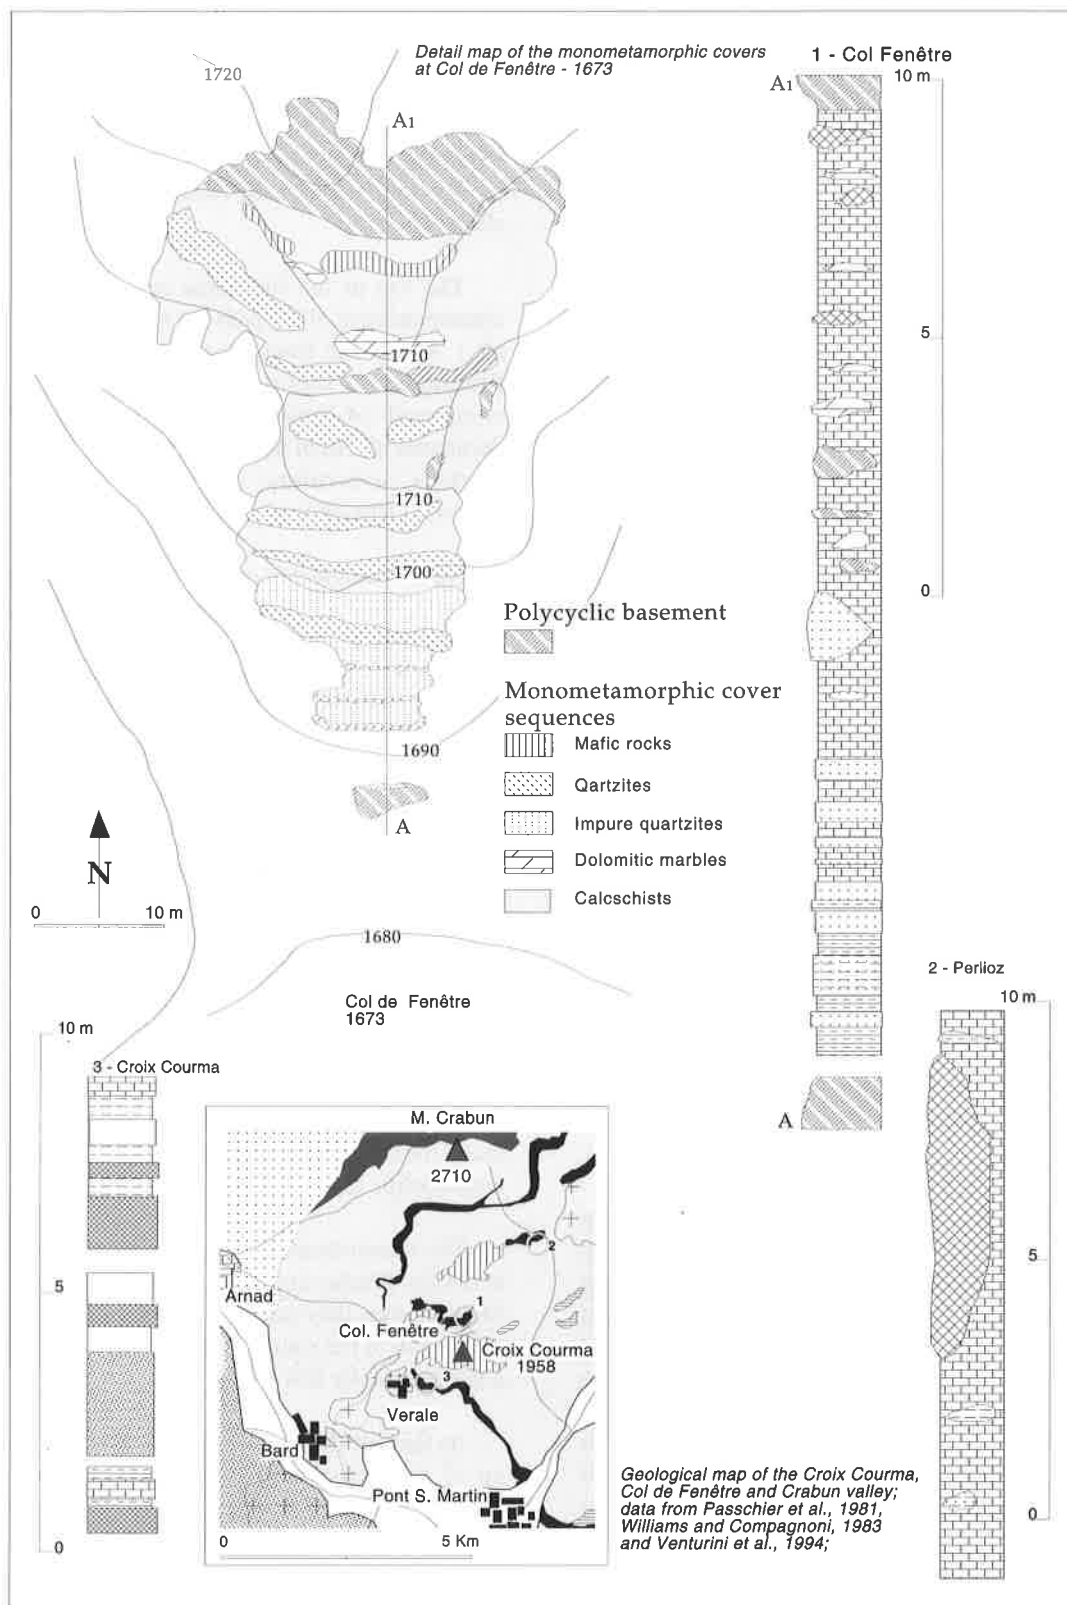 Detail map of the monometamorphic covers
at Col de Fenêtre - 1673
1 - Col Fenêtre
1720
A1
A1
10 m
5
0
1710
1710
1700
1690
A
A
Polycyclic basement
Monometamorphic cover
sequences
Mafic rocks
Qartzites
Impure quartzites
Dolomitic marbles
Calcschists
N
0 10 m
1680
Col de Fenêtre
1673
2 - Perlioz
10 m
5
0
10 m
3 - Croix Courma
5
0
M. Crabun
2710
2
Arnad
1
Col. Fenêtre
Croix Courma
1958
3
Verale
Bard
Pont S. Martin
0 5 Km
Geological map of the Croix Courma,
Col de Fenêtre and Crabun valley;
data from Passchier et al., 1981,
Williams and Compagnoni, 1983
and Venturini et al., 1994;